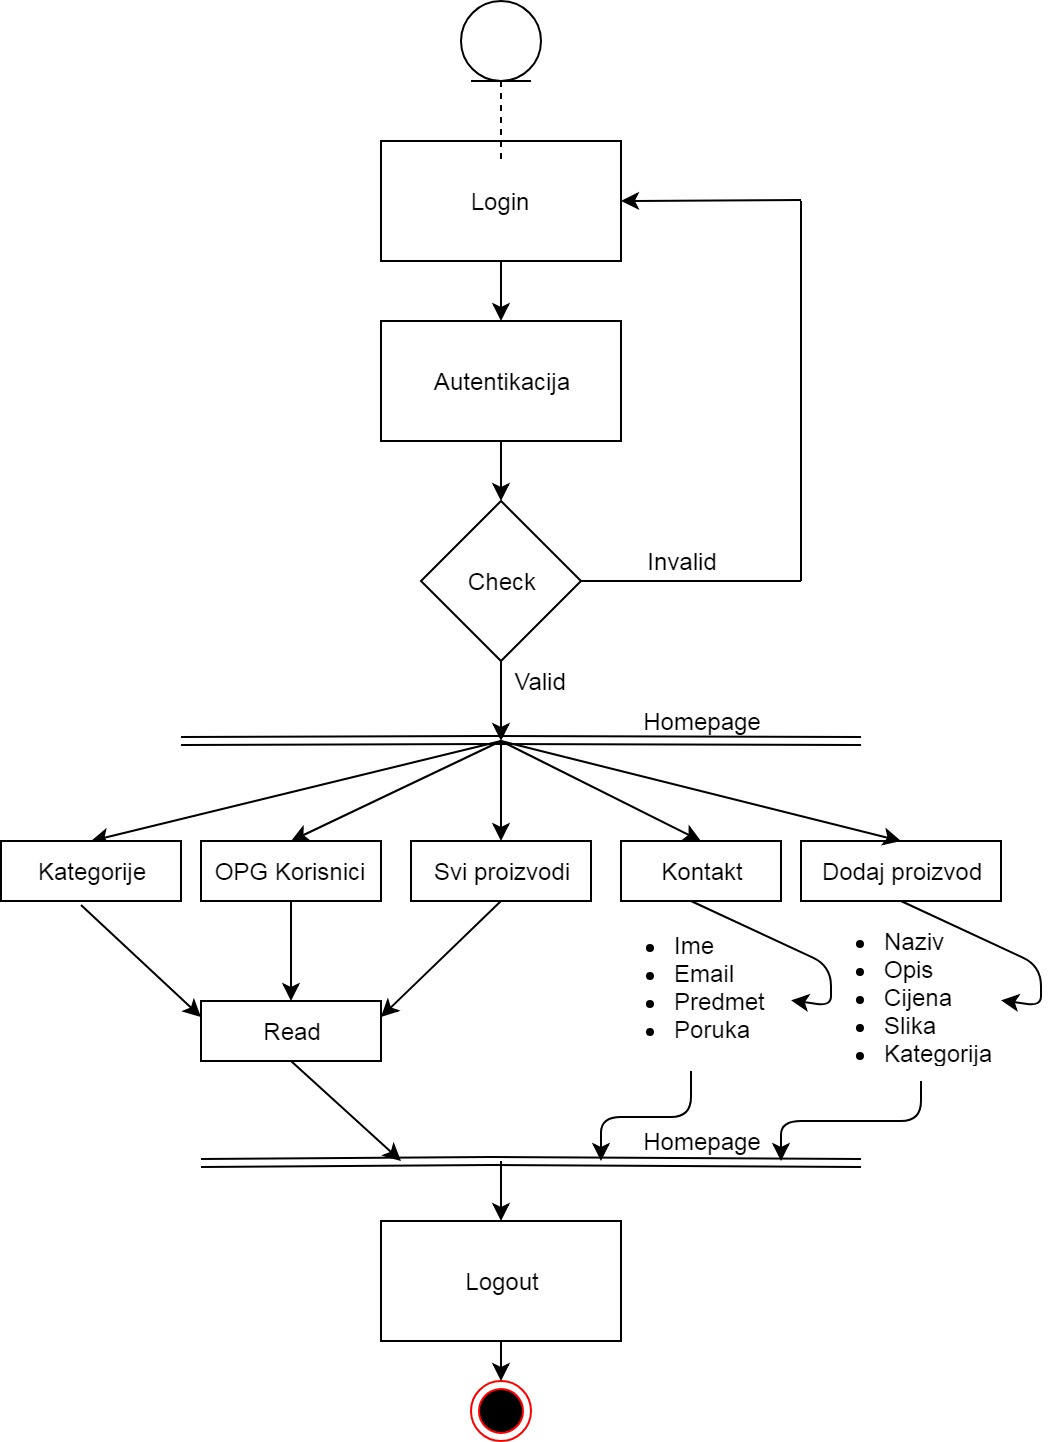 Login
Autentikacija
Check
Invalid
Valid
Homepage
Kategorije
OPG Korisnici
Svi proizvodi
Kontakt
Dodaj proizvod
Ime
Email
Predmet
Poruka
Naziv
Opis
Cijena
Slika
Kategorija
Read
Homepage
Logout